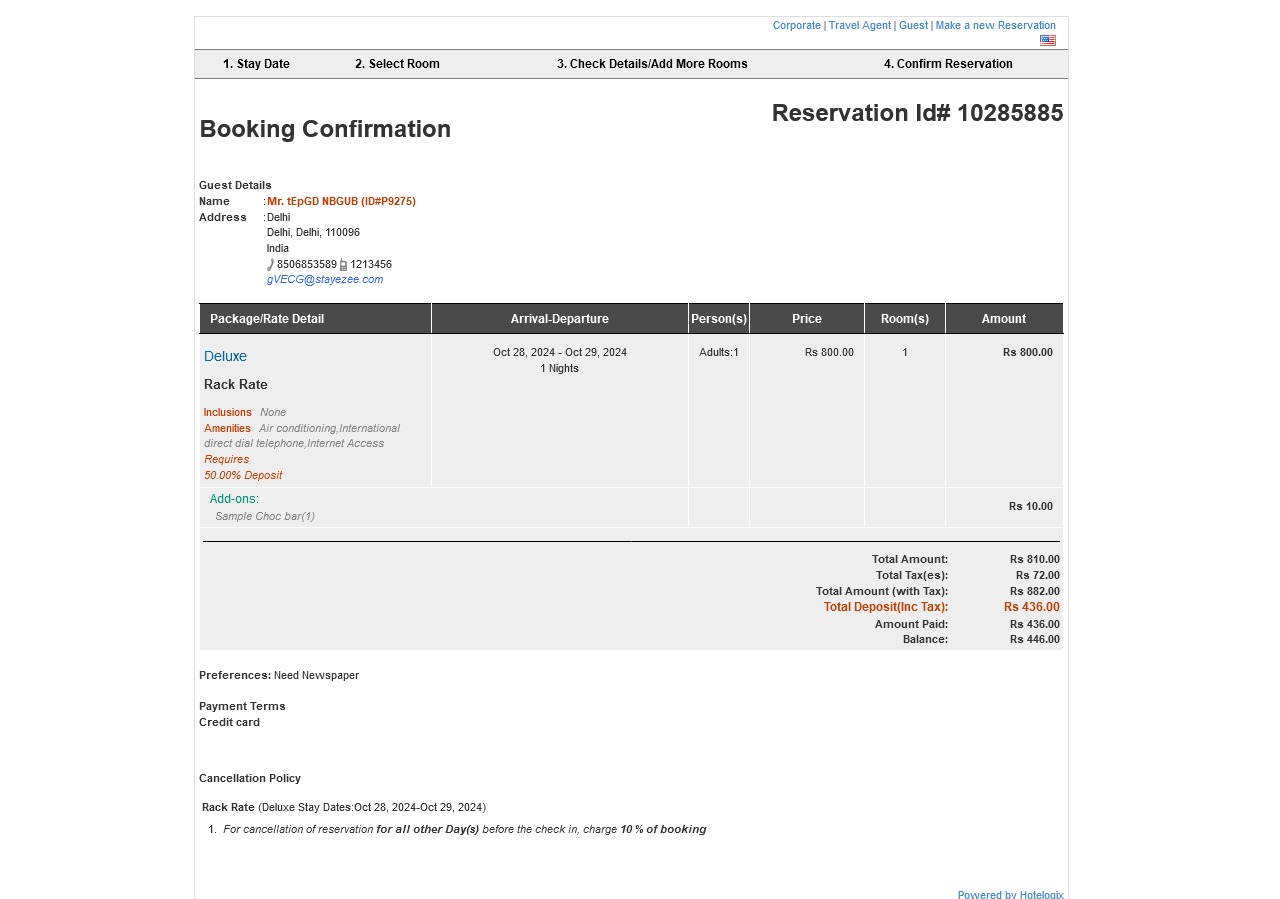 Corporate | Travel Agent | Guest | Make a new Reservation
1. Stay Date 2. Select Room 3. Check Details/Add More Rooms 4. Confirm Reservation
Reservation Id# 10285885
Booking Confirmation
Guest Details
Name :Mr. tEpGD NBGUB (ID#P9275)
Address :Delhi
Delhi, Delhi, 110096
India
8506853589 1213456
gVECG@stayezee.com
Package/Rate Detail Arrival-Departure Person(s) Price Room(s) Amount
Deluxe Oct 28, 2024 - Oct 29, 2024 Adults:1 Rs 800.00 1 Rs 800.00
1 Nights
Rack Rate
Inclusions None
Amenities Air conditioning,International
direct dial telephone,Internet Access
Requires
50.00% Deposit
Add-ons:
Sample Choc bar(1) Rs 10.00
Total Amount: Rs 810.00
Total Tax(es): Rs 72.00
Total Amount (with Tax): Rs 882.00
Total Deposit(Inc Tax): Rs 436.00
Amount Paid: Rs 436.00
Balance: Rs 446.00
Preferences: Need Newspaper
Payment Terms
Credit card
Cancellation Policy
Rack Rate (Deluxe Stay Dates:Oct 28, 2024-Oct 29, 2024)
1. For cancellation of reservation for all other Day(s) before the check in, charge 10 % of booking
Powered by Hotelogix